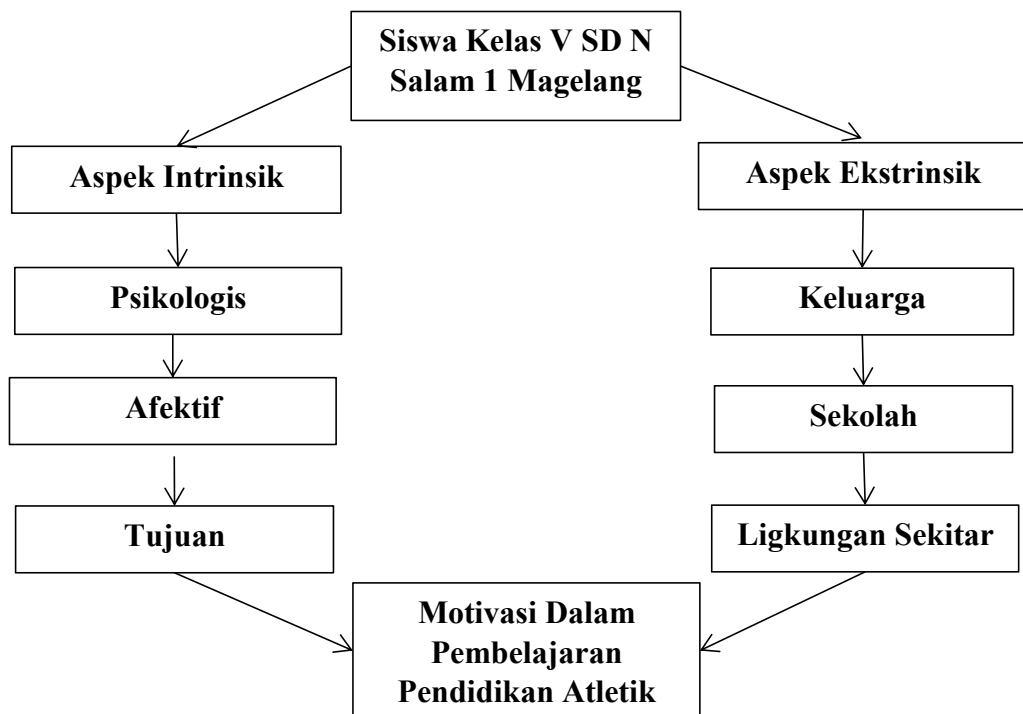 Siswa Kelas V SD N
Salam 1 Magelang
Aspek Intrinsik
Aspek Ekstrinsik
Psikologis
Keluarga
Afektif
Sekolah
Tujuan
Ligkungan Sekitar
Motivasi Dalam
Pembelajaran
Pendidikan Atletik